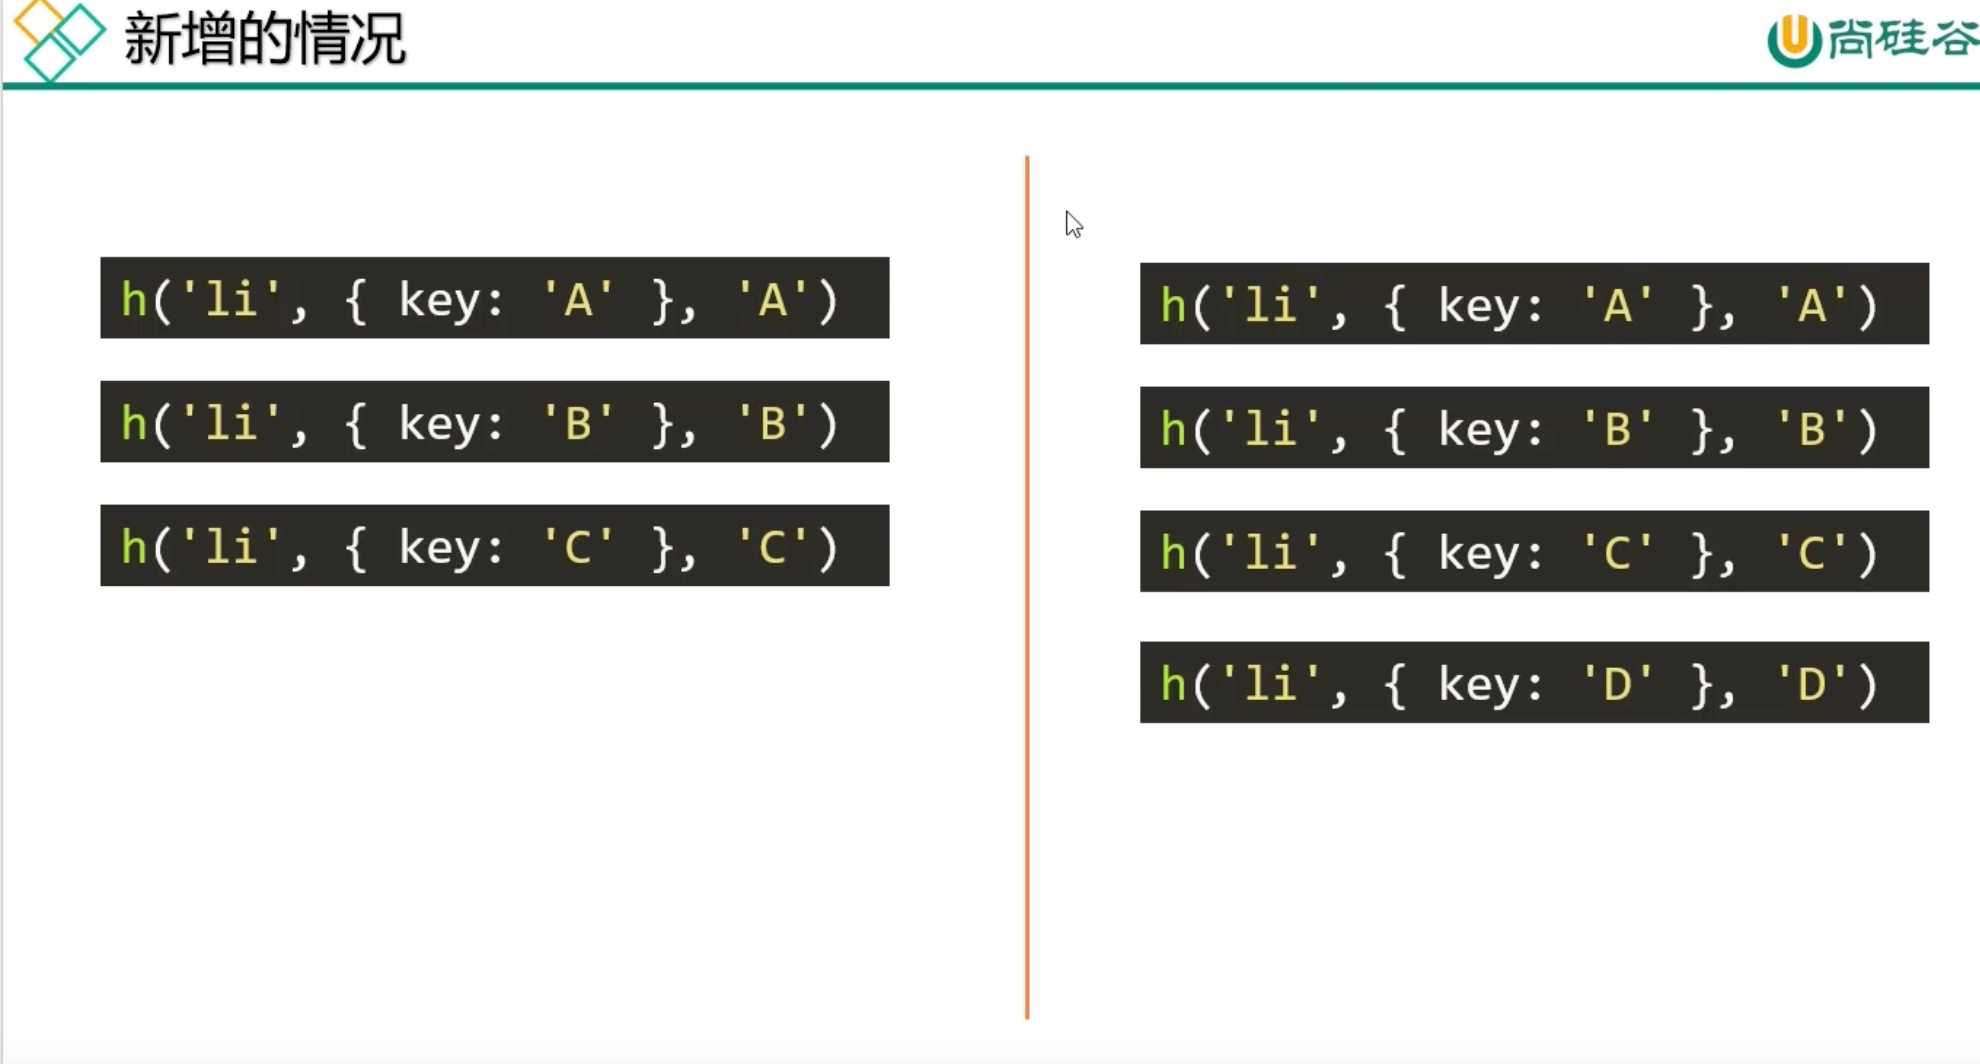 新增的情况
尚硅谷
h('li', { key: 'A' }, 'A')
h('li', { key: 'B' }, 'B')
h('li', { key: 'C' }, 'C')
h('li', { key: 'A' }, 'A')
h('li', { key: 'B' }, 'B')
h('li', { key: 'C' }, 'C')
h('li', { key: 'D' }, 'D')